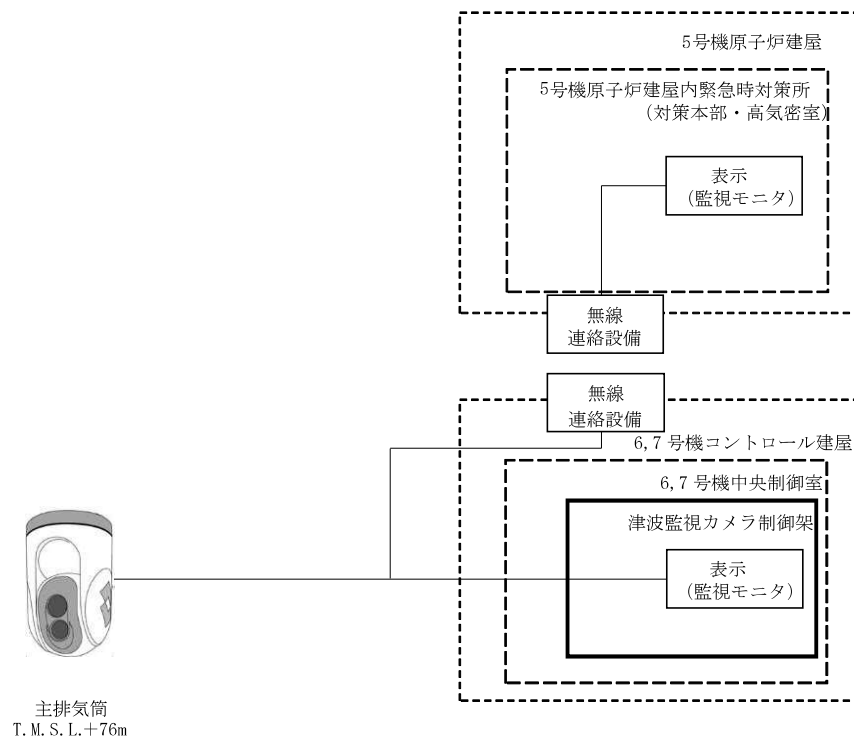 5号機原子炉建屋
5号機原子炉建屋内緊急時対策所
(対策本部・高気密室)
表示
(監視モニタ)
無線
連絡設備
無線
連絡設備
6,7号機コントロール建屋
6,7号機中央制御室
津波監視カメラ制御架
表示
(監視モニタ)
主排気筒
T.M.S.L.+76m